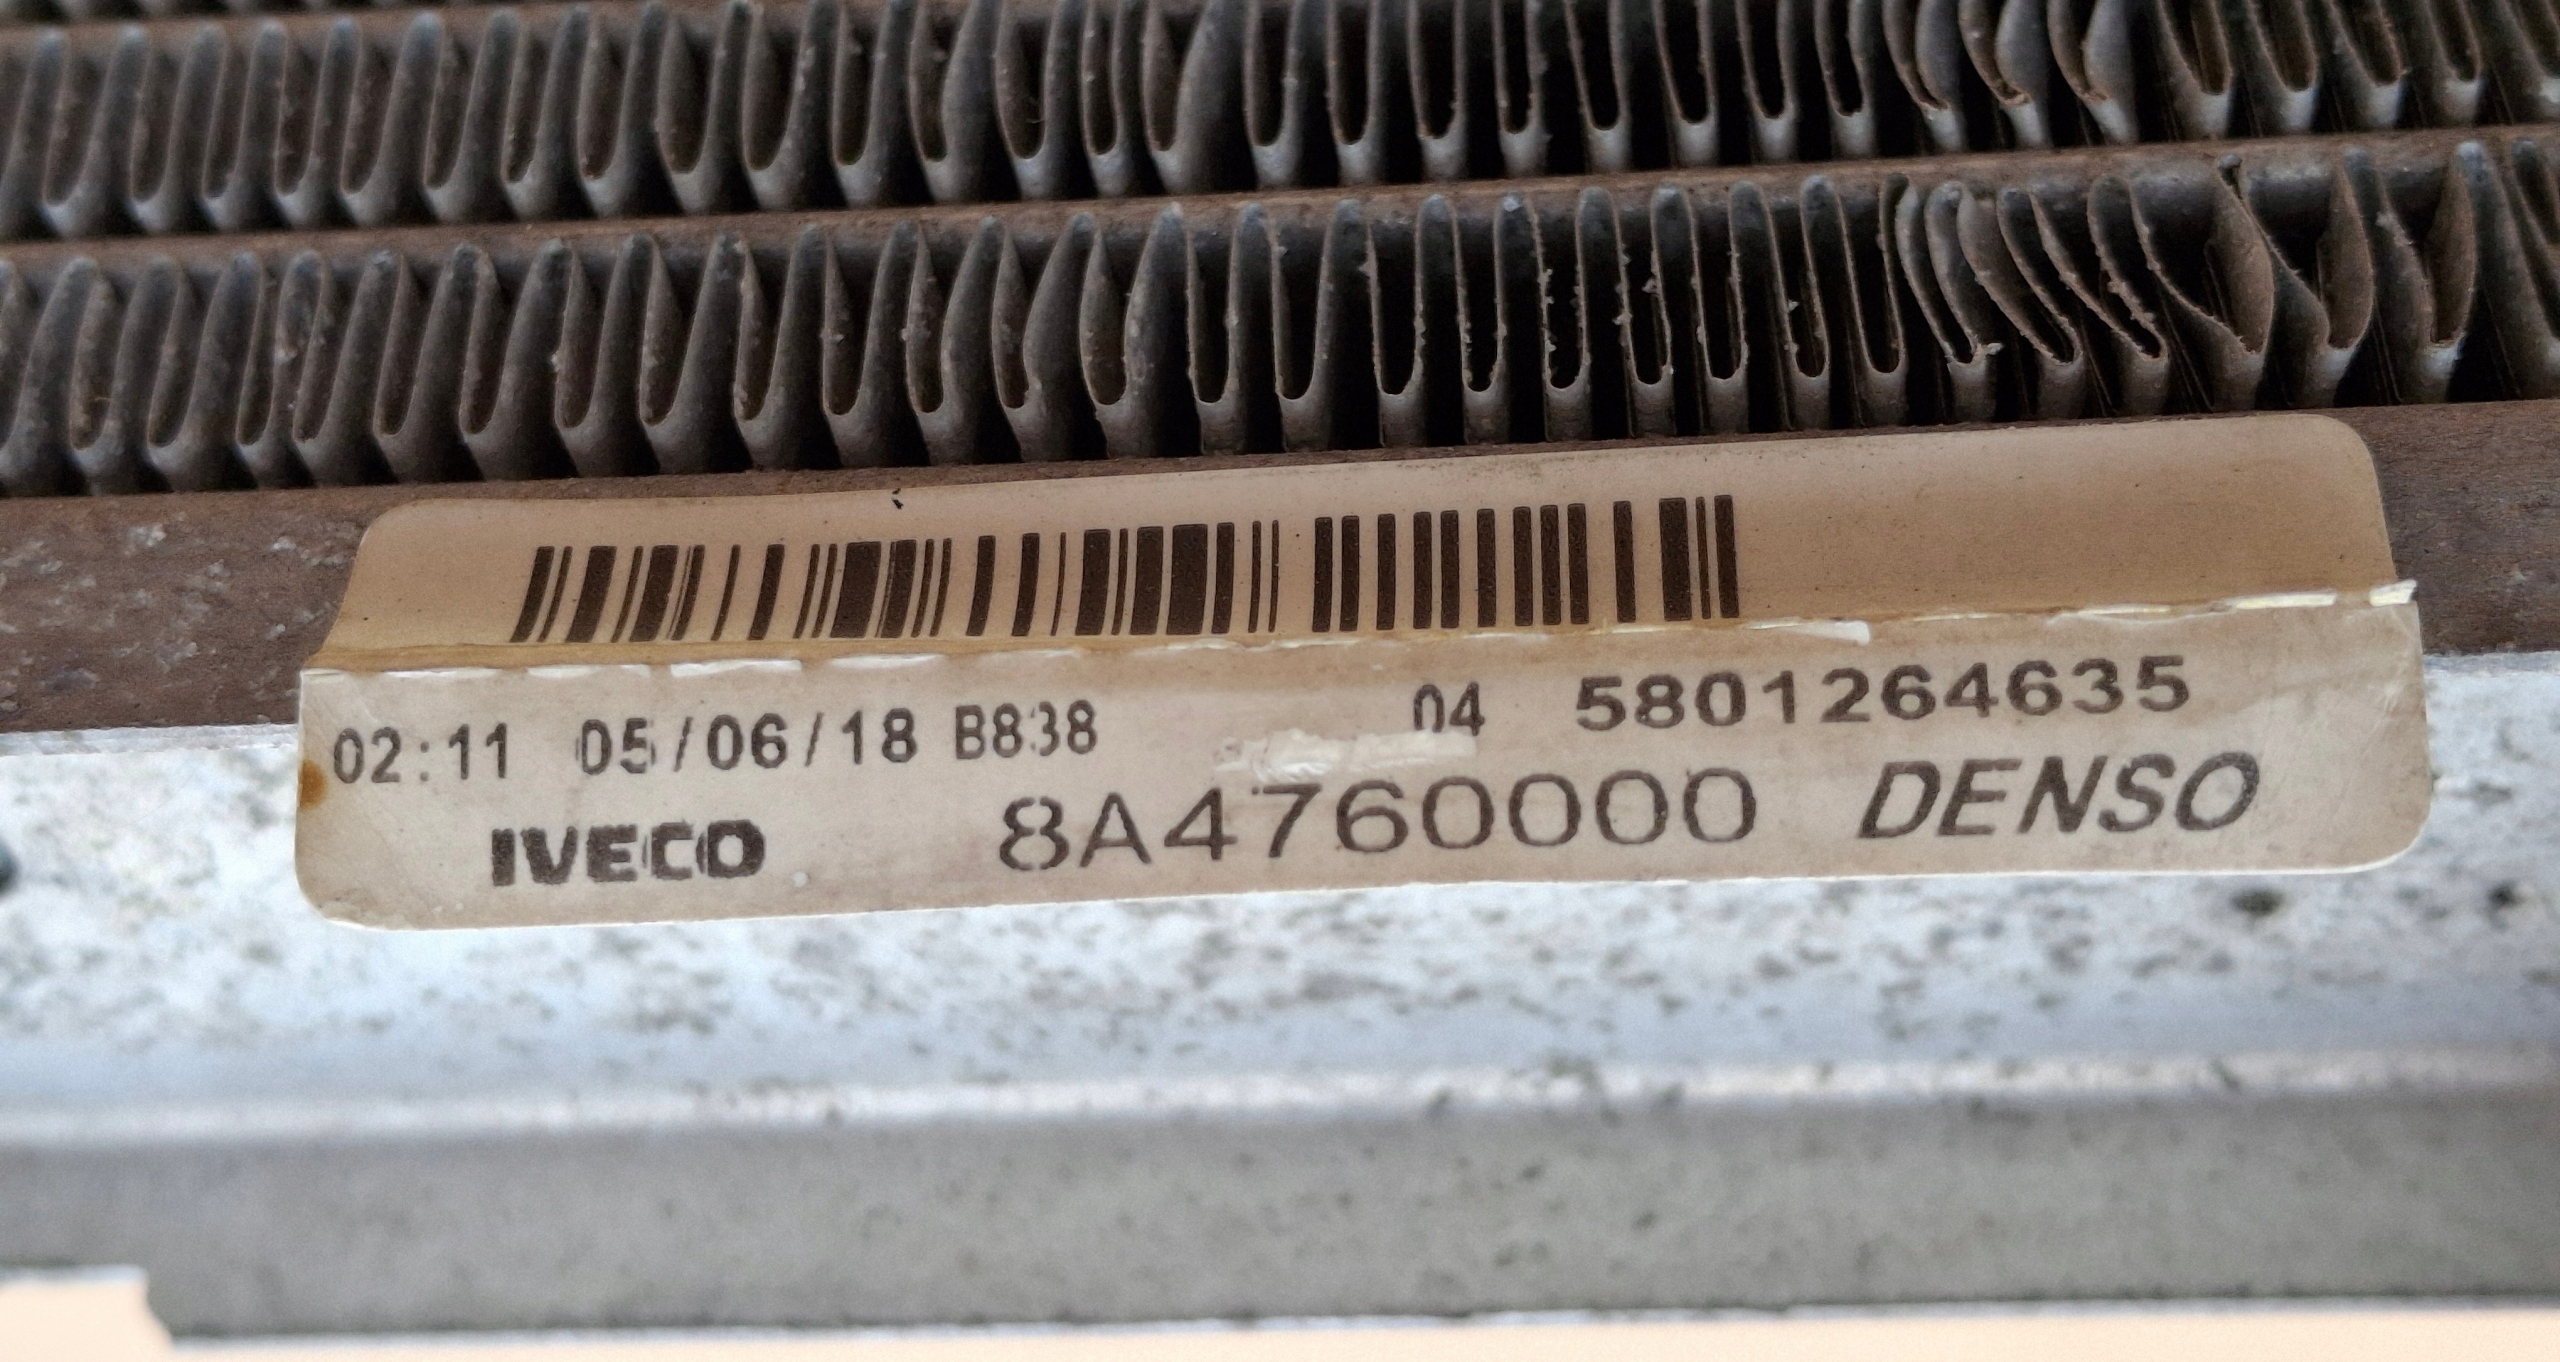 02:11 05/06/18 B838 04 5801264635
IVECO 8A4760000 DENSO